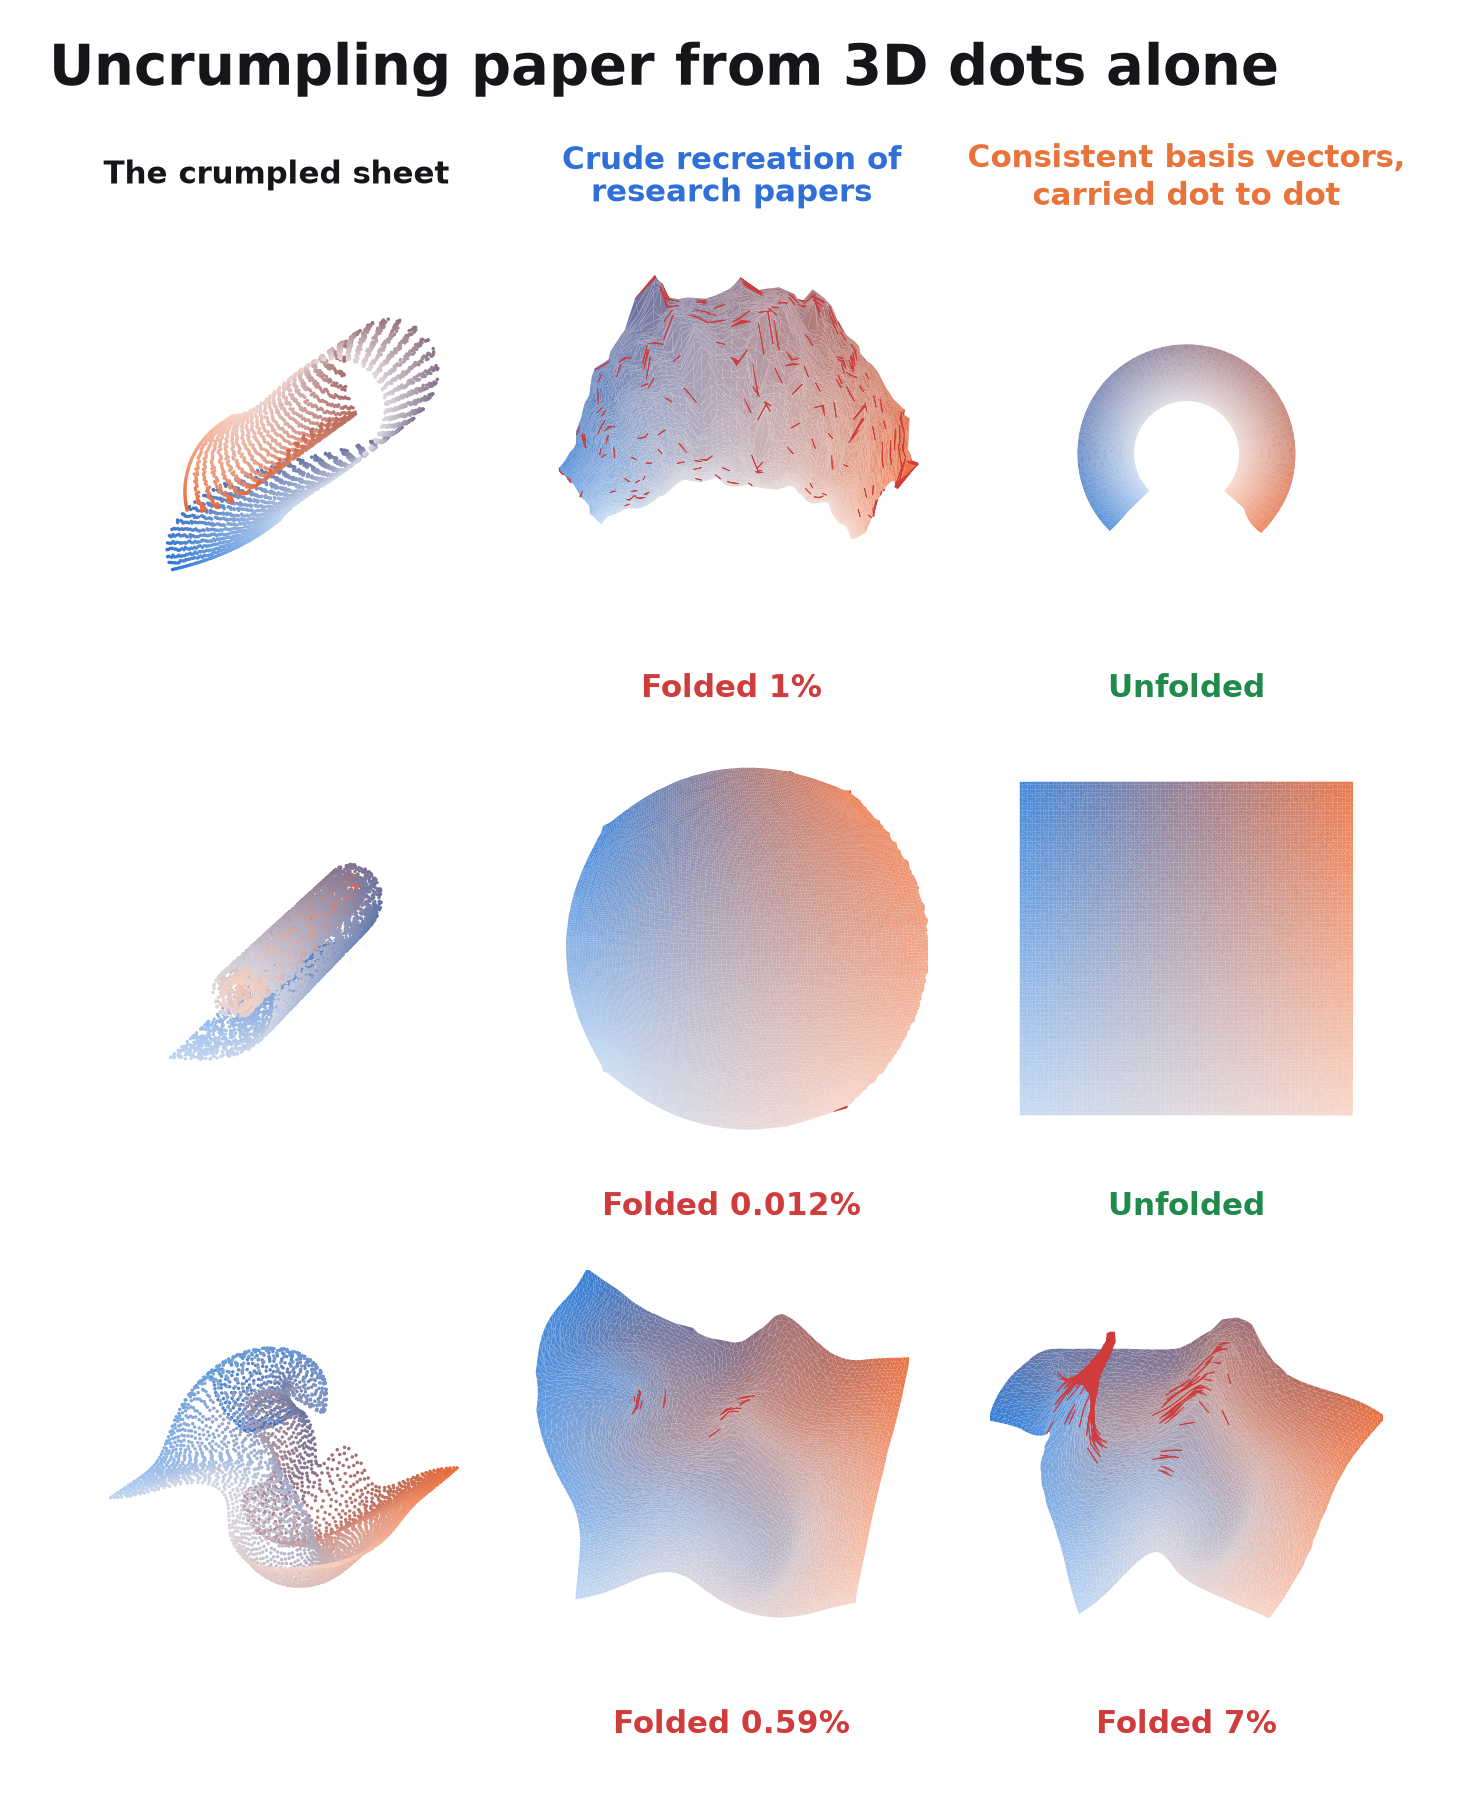 Uncrumpling paper from 3D dots alone
The crumpled sheet
Crude recreation of
research papers
Consistent basis vectors,
carried dot to dot
Folded 1%
Unfolded
Folded 0.012%
Unfolded
Folded 0.59%
Folded 7%